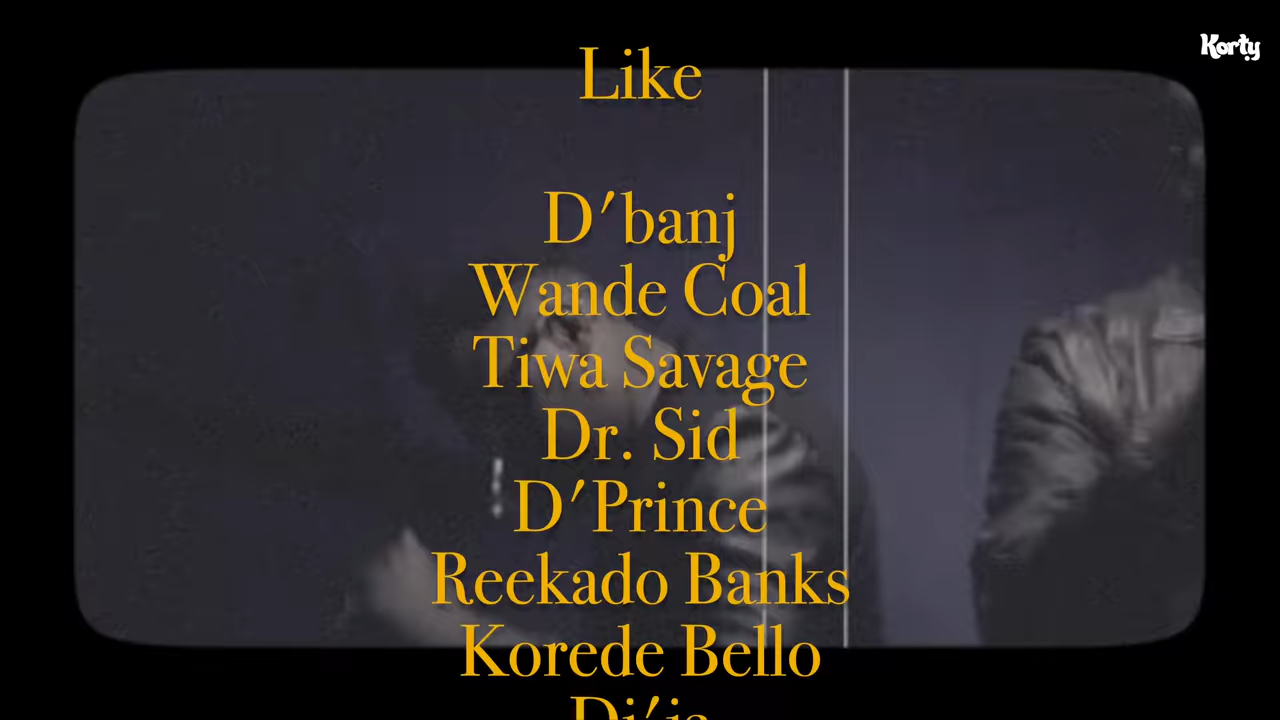 Korty
Like
D'banj
Wande Coal
Tiwa Savage
Dr. Sid
D'Prince
Reekado Banks
Korede Bello